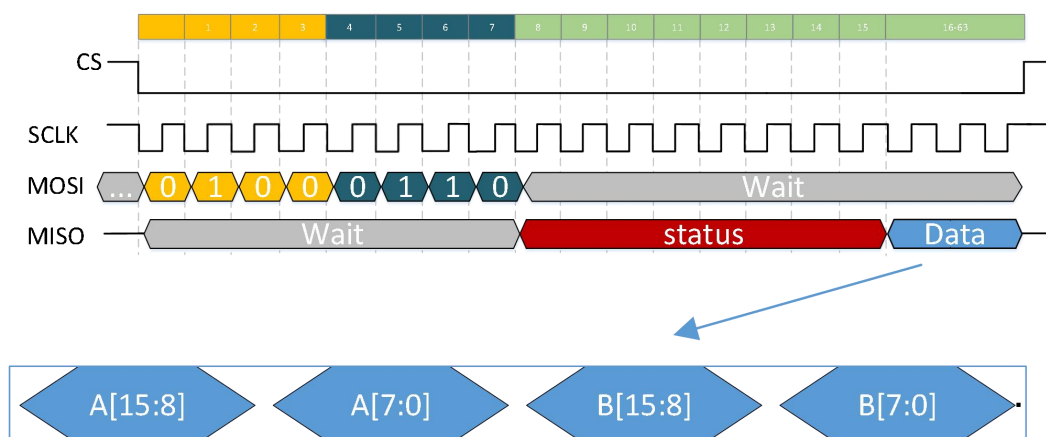 1 2 3 4 5 6 7 8 9 10 11 12 13 14 15 16-63
CS
SCLK
MOSI ... 0 1 0 0 0 1 1 0 Wait
MISO Wait status Data
A[15:8] A[7:0] B[15:8] B[7:0]